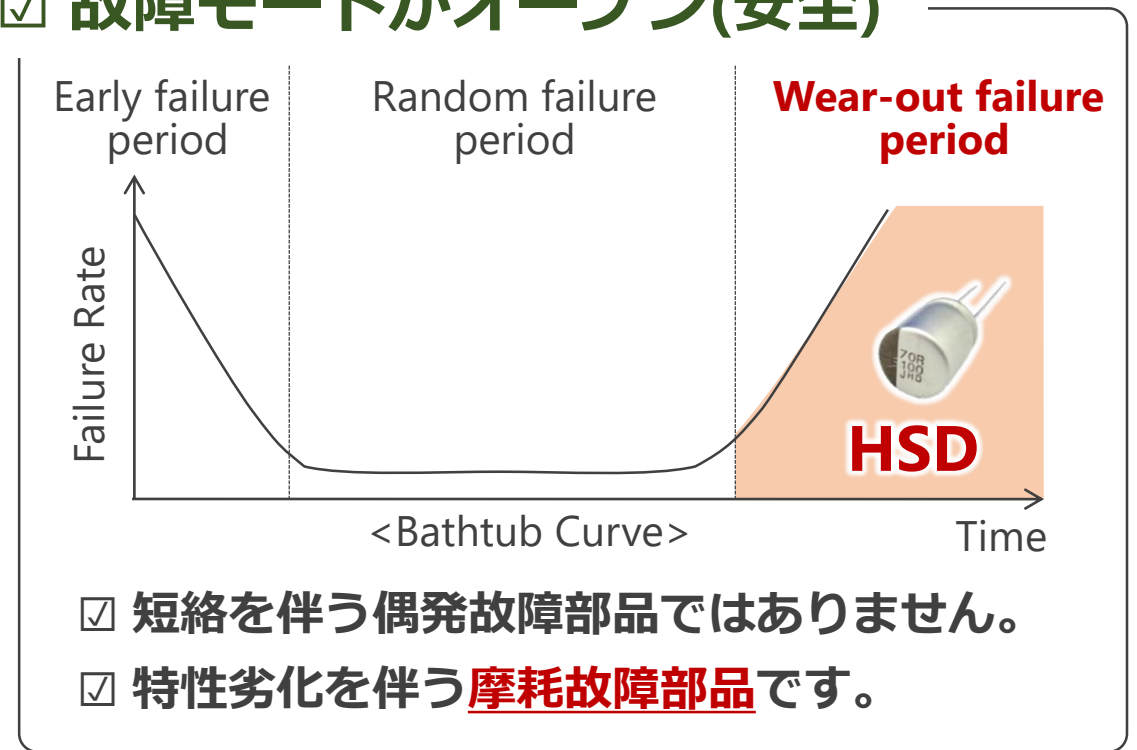 ☑ 故障モードがオープン(安全)
Early failure
period
Random failure
period
Wear-out failure
period
Failure Rate
70R
100
JHD
HSD
<Bathtub Curve>
Time
☑ 短絡を伴う偶発故障部品ではありません。
☑ 特性劣化を伴う摩耗故障部品です。